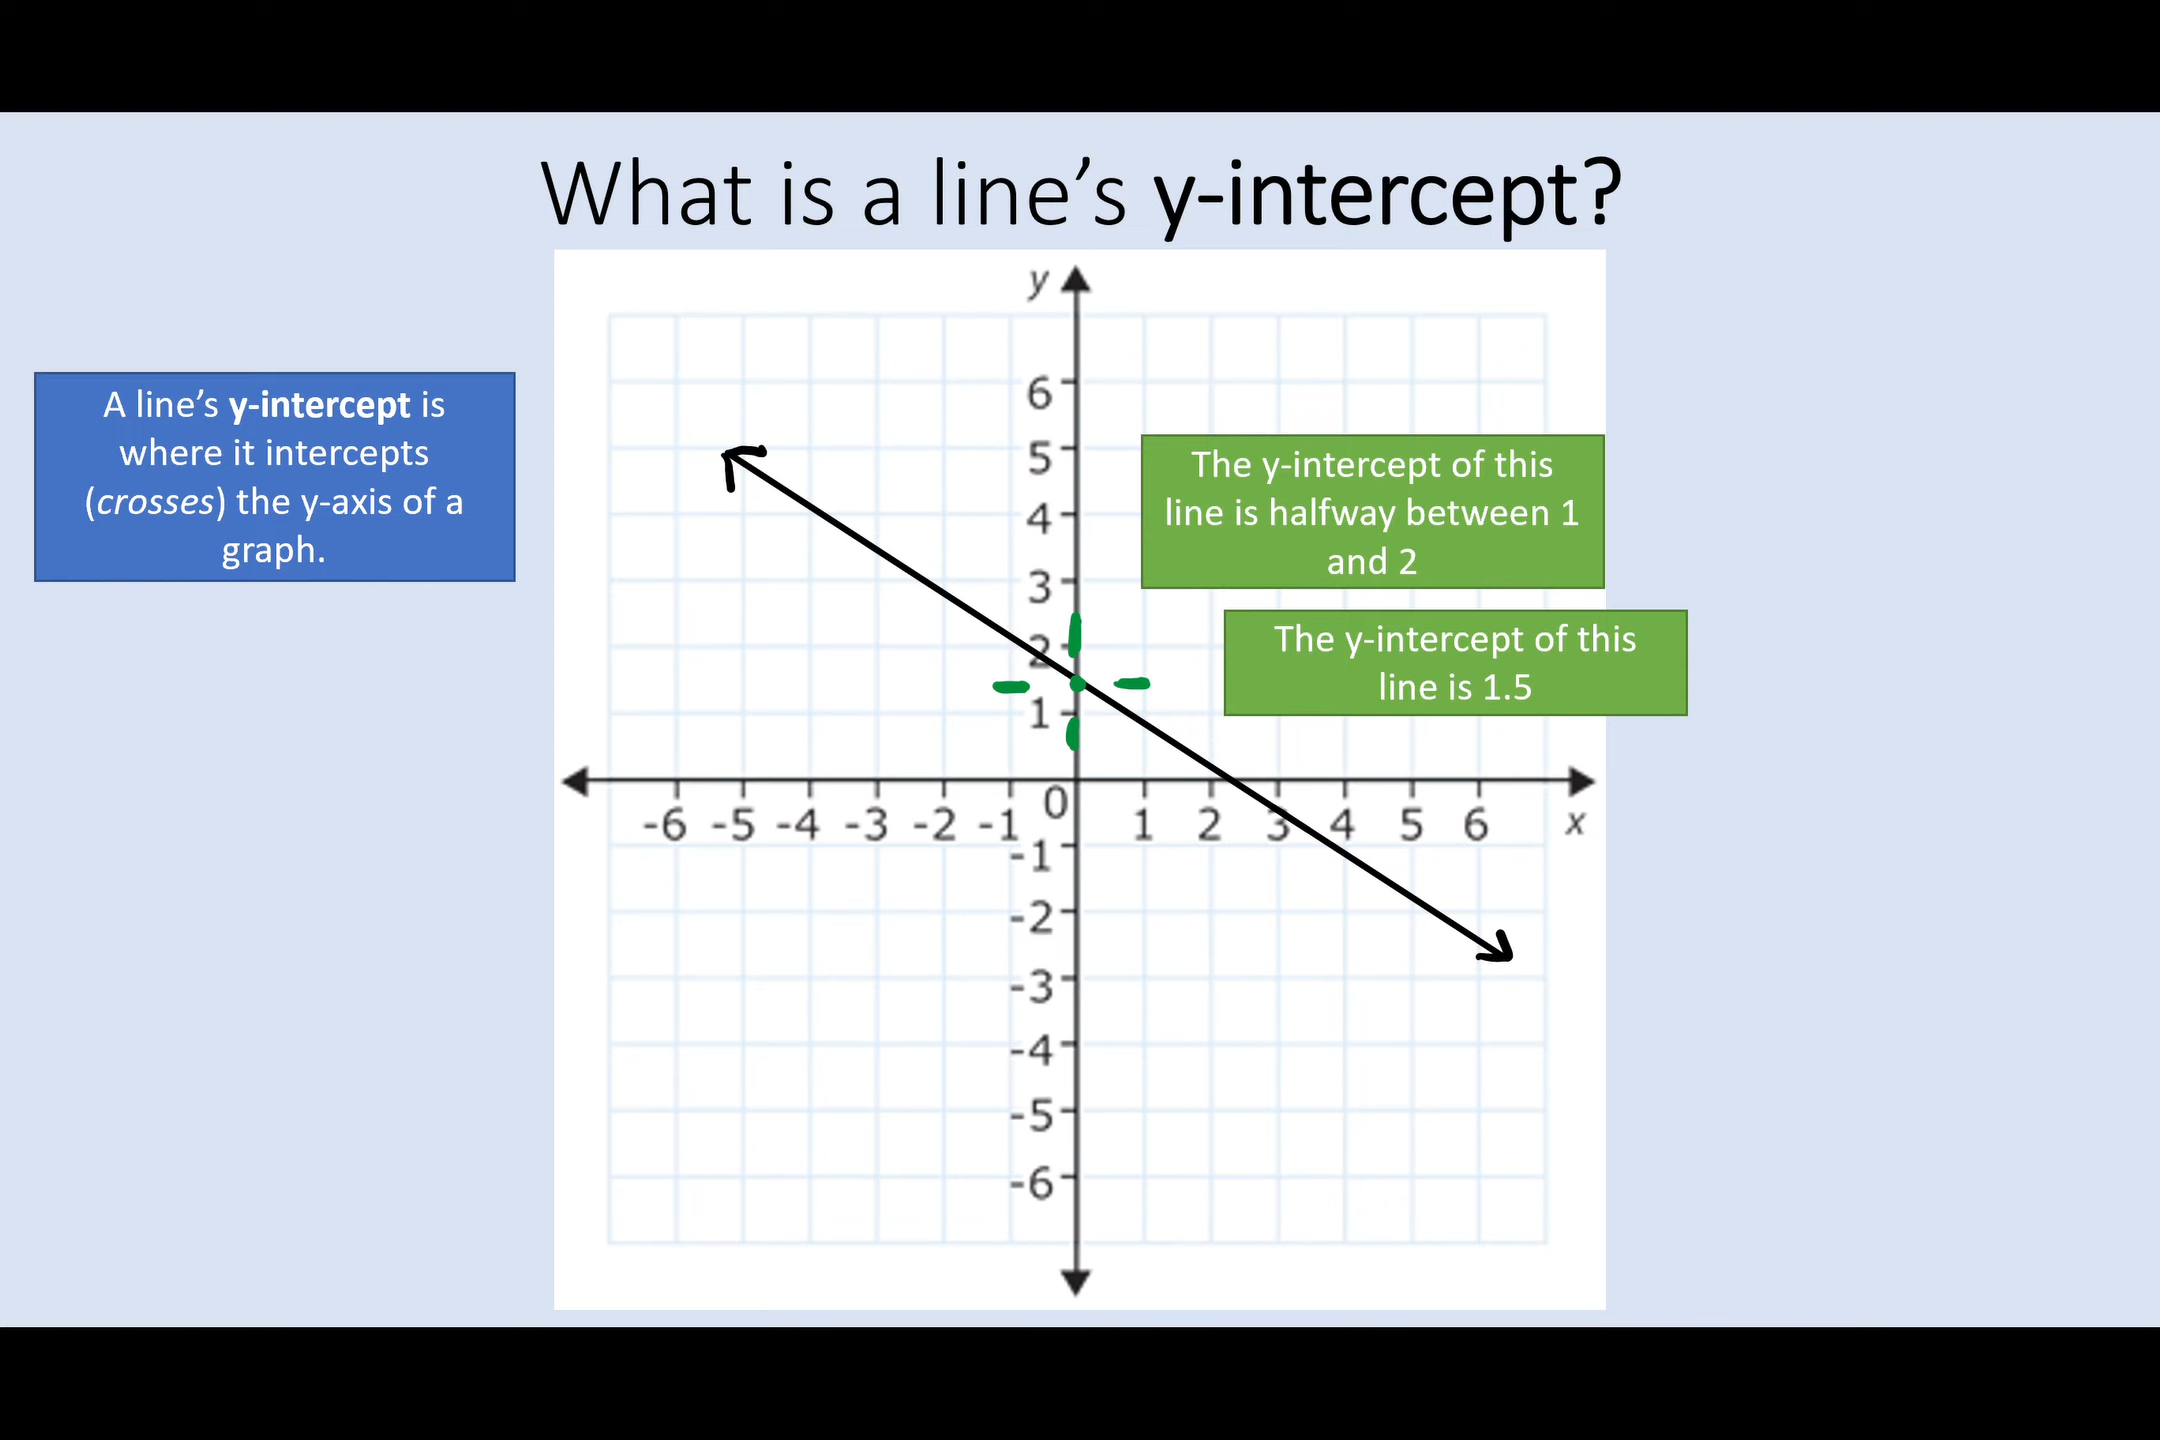 What is a line’s y-intercept?
A line’s y-intercept is
where it intercepts
(crosses) the y-axis of a
graph.
The y-intercept of this
line is halfway between 1
and 2
The y-intercept of this
line is 1.5
y
6
5
4
3
2
1
0
-6 -5 -4 -3 -2 -1 1 2 3 4 5 6 x
-1
-2
-3
-4
-5
-6